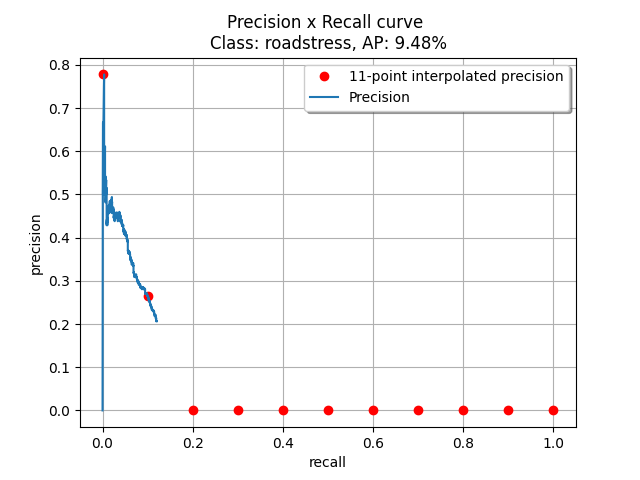 Precision x Recall curve
Class: roadstress, AP: 9.48%
11-point interpolated precision
Precision
precision
0.8
0.7
0.6
0.5
0.4
0.3
0.2
0.1
0.0
0.0 0.2 0.4 0.6 0.8 1.0
recall